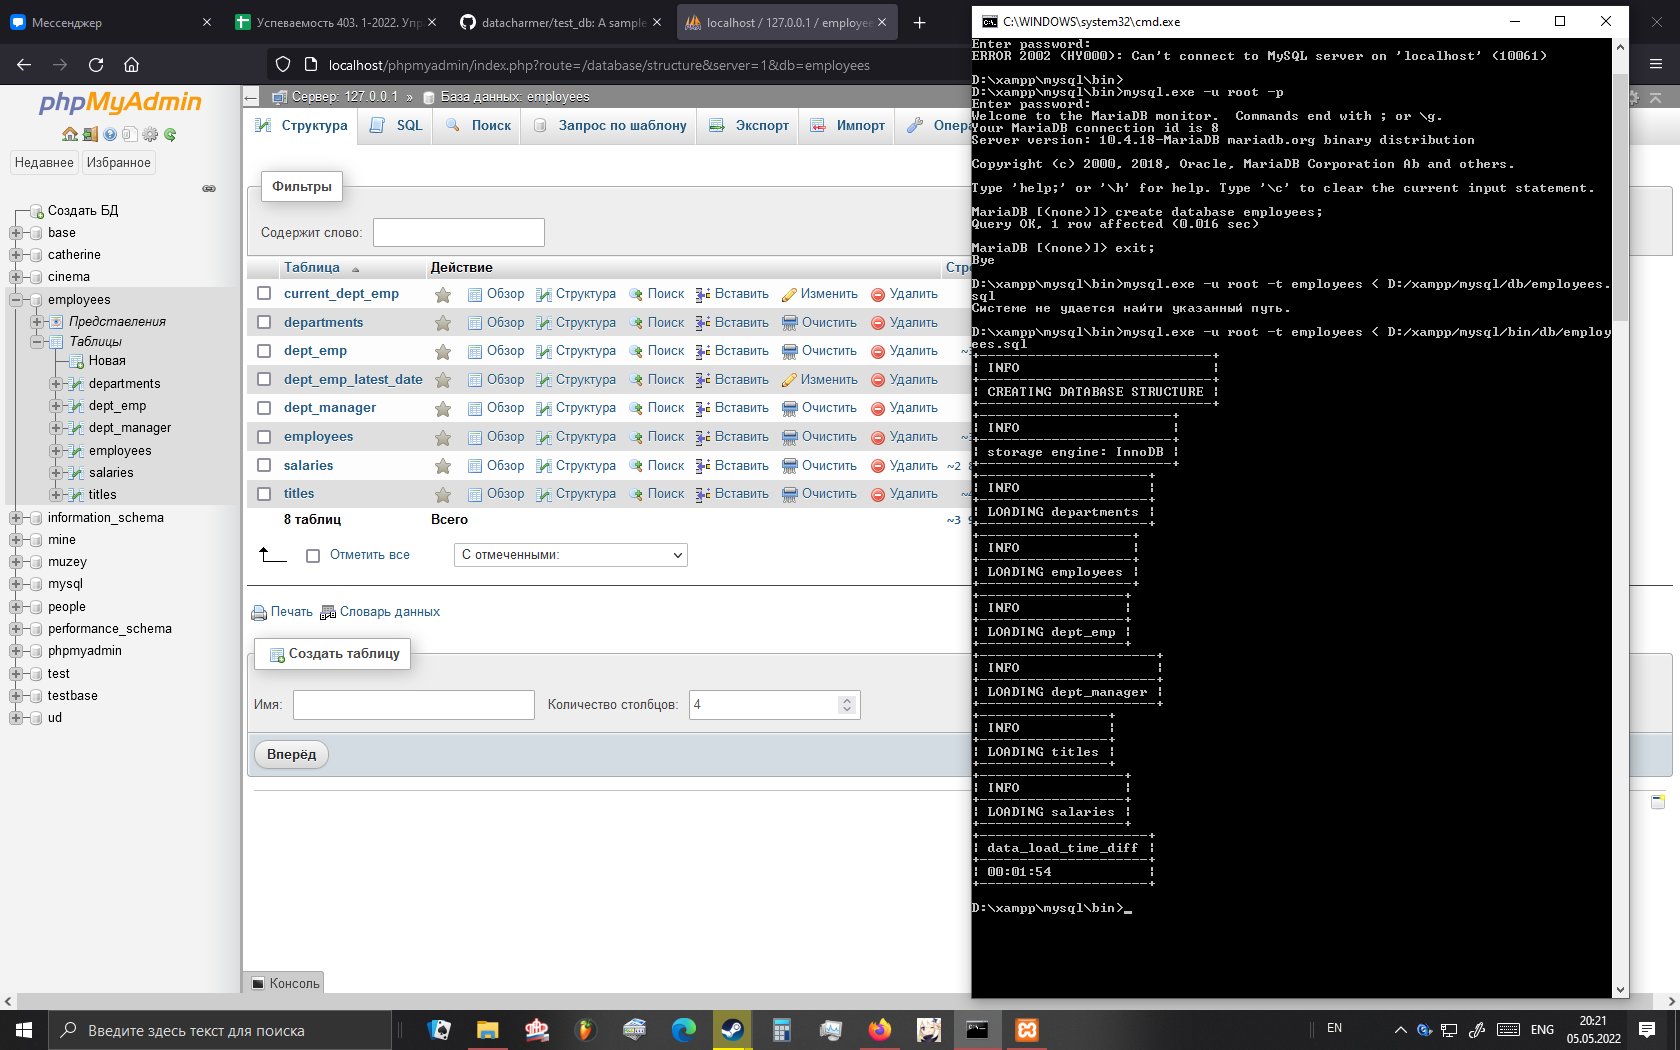 Мессенджер
Успеваемость 403. 1-2022. Упр
datacharmer/test_db: A sample
localhost / 127.0.0.1 / employee
localhost/phpmyadmin/index.php?route=/database/structure&server=1&db=employees
phpMyAdmin
Недавнее
Избранное
Создать БД
base
catherine
cinema
employees
Представления
Таблицы
Новая
departments
dept_emp
dept_manager
employees
salaries
titles
information_schema
mine
muzey
mysql
people
performance_schema
phpmyadmin
test
testbase
ud
Сервер: 127.0.0.1 » База данных: employees
Структура SQL Поиск Запрос по шаблону Экспорт Импорт Опера
Фильтры
Содержит слово:
Таблица Действие Стро
current_dept_emp Обзор Структура Поиск Вставить Изменить Удалить
departments Обзор Структура Поиск Вставить Очистить Удалить
dept_emp Обзор Структура Поиск Вставить Очистить Удалить ~3
dept_emp_latest_date Обзор Структура Поиск Вставить Изменить Удалить
dept_manager Обзор Структура Поиск Вставить Очистить Удалить
employees Обзор Структура Поиск Вставить Очистить Удалить ~3
salaries Обзор Структура Поиск Вставить Очистить Удалить ~2 8
titles Обзор Структура Поиск Вставить Очистить Удалить ~4
8 таблиц Всего ~3 9
Отметить все С отмеченными:
Печать Словарь данных
Создать таблицу
Имя: Количество столбцов: 4
Вперёд
Консоль
C:\WINDOWS\system32\cmd.exe
Enter password:
ERROR 2002 (HY000): Can't connect to MySQL server on 'localhost' (10061)
D:\xampp\mysql\bin>
D:\xampp\mysql\bin>mysql.exe -u root -p
Enter password:
Welcome to the MariaDB monitor.  Commands end with ; or \g.
Your MariaDB connection id is 8
Server version: 10.4.18-MariaDB mariadb.org binary distribution
Copyright (c) 2000, 2018, Oracle, MariaDB Corporation Ab and others.
Type 'help;' or '\h' for help. Type '\c' to clear the current input statement.
MariaDB [(none)]> create database employees;
Query OK, 1 row affected (0.016 sec)
MariaDB [(none)]> exit;
Bye
D:\xampp\mysql\bin>mysql.exe -u root -t employees < D:/xampp/mysql/db/employees.
sql
Системе не удается найти указанный путь.
D:\xampp\mysql\bin>mysql.exe -u root -t employees < D:/xampp/mysql/bin/db/employ
ees.sql
INFO
CREATING DATABASE STRUCTURE
INFO
storage engine: InnoDB
INFO
LOADING departments
INFO
LOADING employees
INFO
LOADING dept_emp
INFO
LOADING dept_manager
INFO
LOADING titles
INFO
LOADING salaries
data_load_time_diff
00:01:54
D:\xampp\mysql\bin>_
Введите здесь текст для поиска
EN
ENG
20:21
05.05.2022